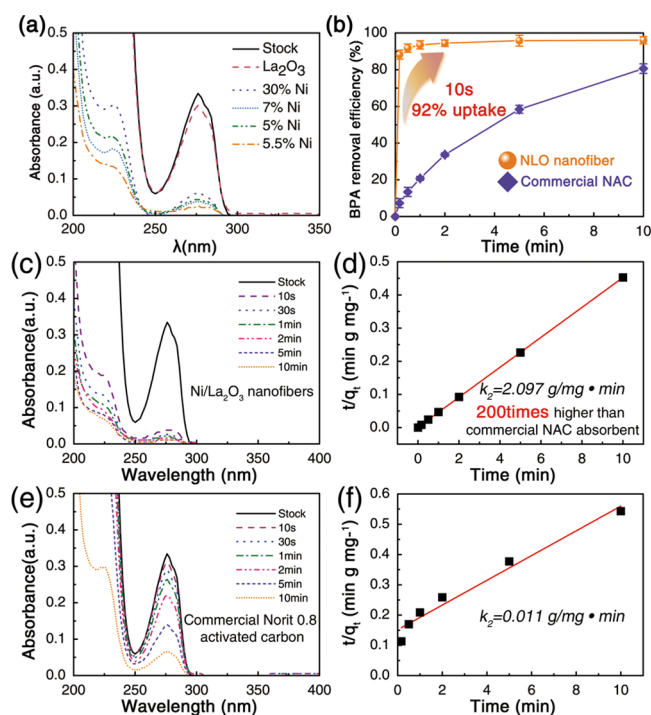 (a)
Absorbance (a.u.)
0.5
0.4
0.3
0.2
0.1
0.0
200
250
300
350
λ(nm)
Stock
La₂O₃
30% Ni
7% Ni
5% Ni
5.5% Ni
(b)
BPA removal efficiency (%)
100
80
60
40
20
0
0
2
4
6
8
10
Time (min)
10s
92% uptake
NLO nanofiber
Commercial NAC
(c)
Absorbance(a.u.)
0.5
0.4
0.3
0.2
0.1
0.0
200
250
300
350
400
Wavelength (nm)
Stock
10s
30s
1min
2min
5min
10min
Ni/La₂O₃ nanofibers
(d)
t/qₜ (min g mg⁻¹)
0.5
0.4
0.3
0.2
0.1
0.0
0
2
4
6
8
10
Time (min)
k₂=2.097 g/mg • min
200times higher than
commercial NAC absorbent
(e)
Absorbance(a.u.)
0.5
0.4
0.3
0.2
0.1
0.0
200
250
300
350
400
Wavelength (nm)
Stock
10s
30s
1min
2min
5min
10min
Commercial Norit 0.8
activated carbon
(f)
t/qₜ (min g mg⁻¹)
0.6
0.5
0.4
0.3
0.2
0.1
0.0
0
2
4
6
8
10
Time (min)
k₂=0.011 g/mg • min